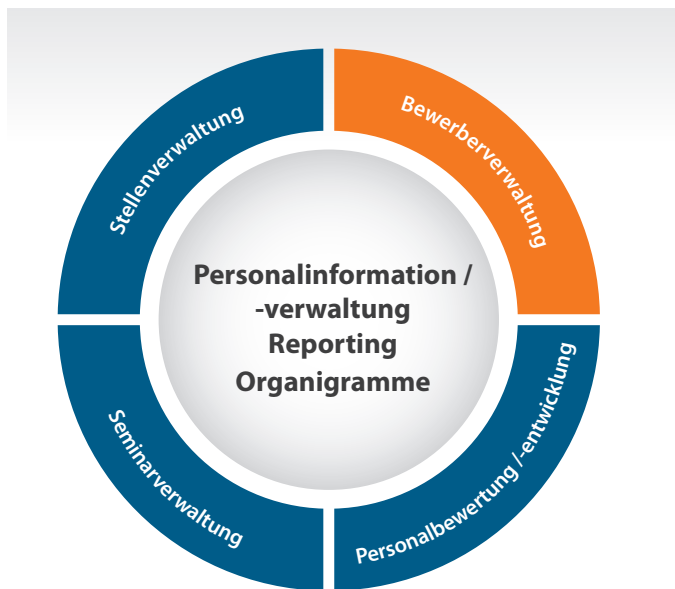 Stellenverwaltung
Bewerberverwaltung
Personalinformation /
-verwaltung
Reporting
Organigramme
Seminarverwaltung
Personalbewertung /-entwicklung